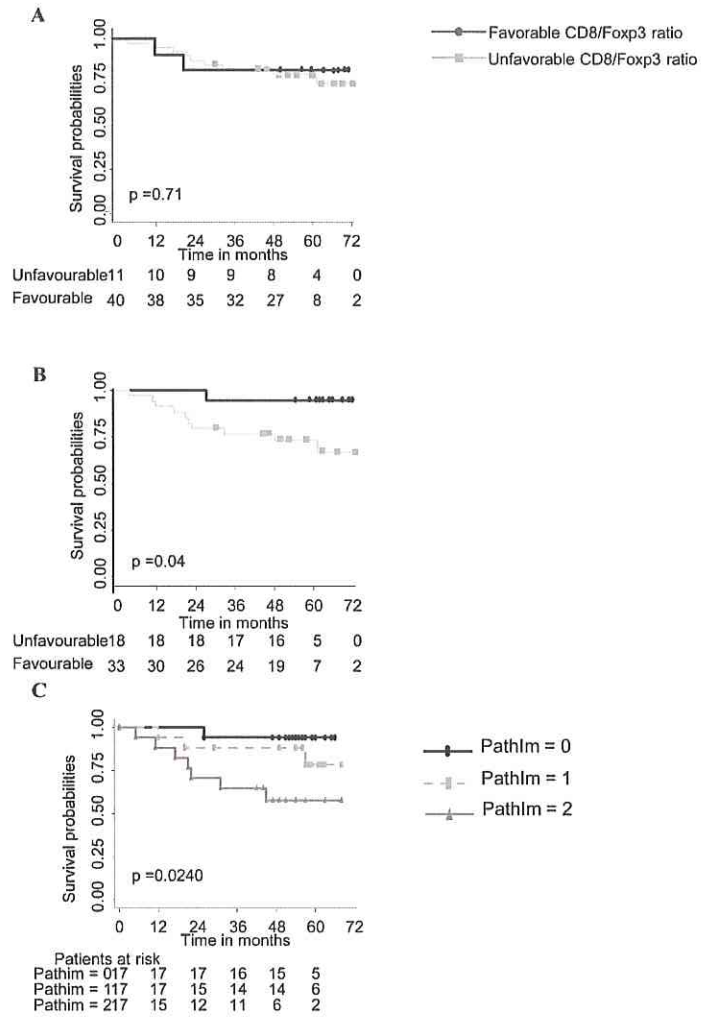 A
Favorable CD8/Foxp3 ratio
Unfavorable CD8/Foxp3 ratio
Survival probabilities
0.00 0.25 0.50 0.75 1.00
p =0.71
0 12 24 36 48 60 72
Time in months
Unfavourable11 10 9 9 8 4 0
Favourable 40 38 35 32 27 8 2
B
Survival probabilities
0.00 0.25 0.50 0.75 1.00
p =0.04
0 12 24 36 48 60 72
Time in months
Unfavourable18 18 18 17 16 5 0
Favourable 33 30 26 24 19 7 2
C
Survival probabilities
0.00 0.25 0.50 0.75 1.00
p =0.0240
0 12 24 36 48 60 72
Time in months
PathIm = 0
PathIm = 1
PathIm = 2
Patients at risk
Pathim = 017 17 17 16 15 5
Pathim = 117 17 15 14 14 6
Pathim = 217 15 12 11 6 2